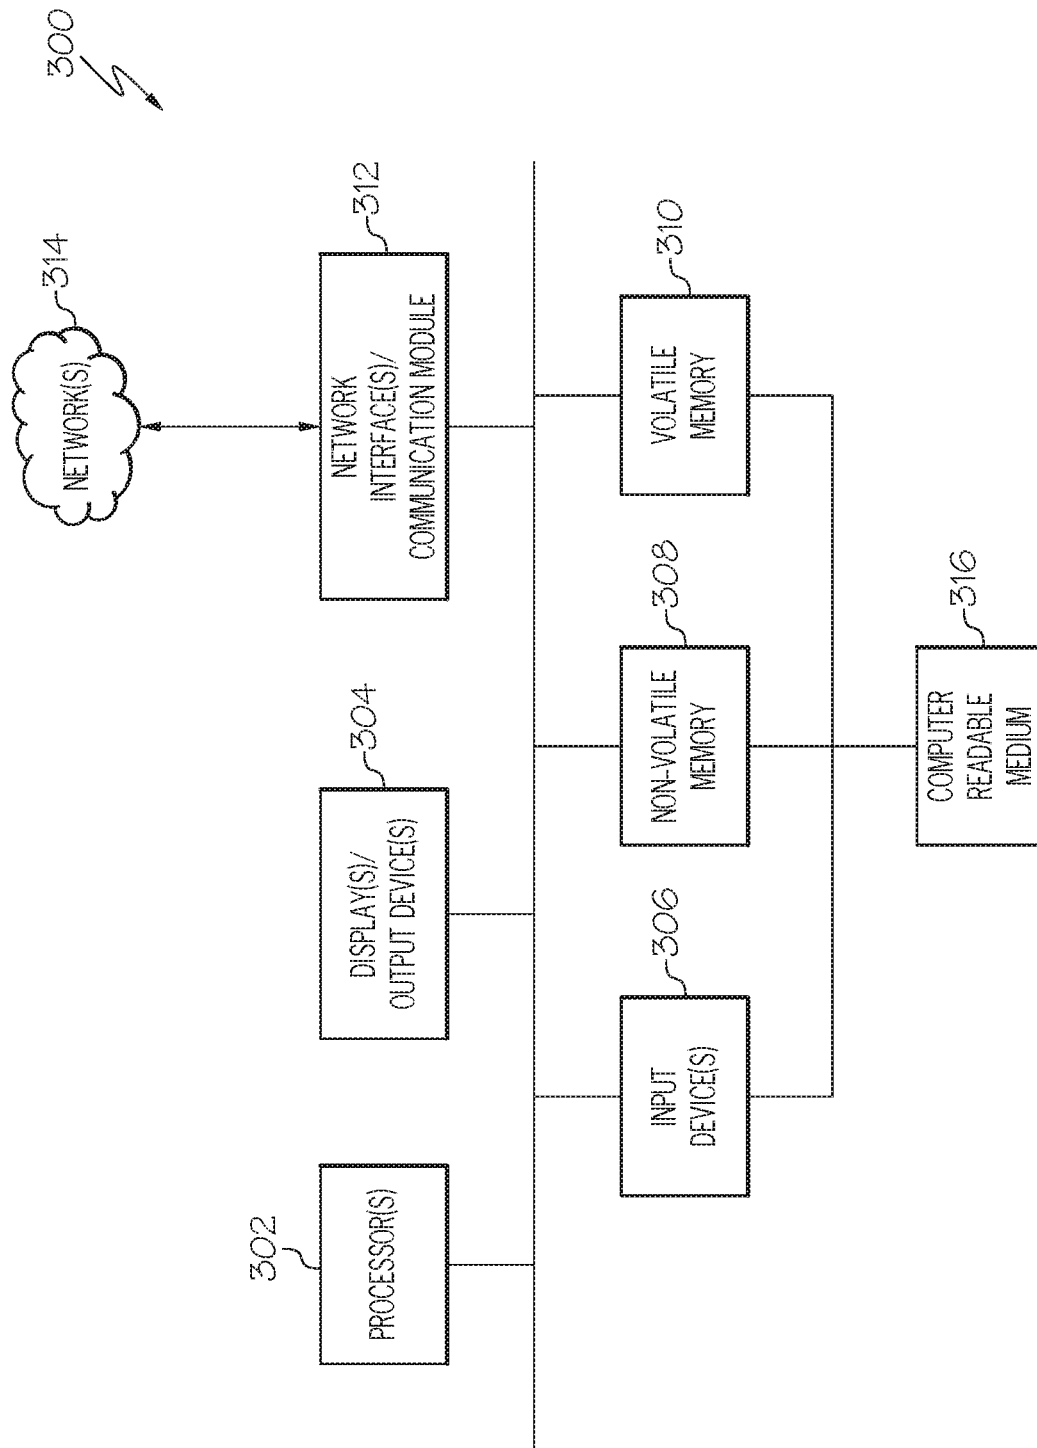 300
314
NETWORK(S)
312
NETWORK
INTERFACE(S)/
COMMUNICATION MODULE
304
DISPLAY(S)/
OUTPUT DEVICE(S)
302
PROCESSOR(S)
306
INPUT
DEVICE(S)
308
NON-VOLATILE
MEMORY
310
VOLATILE
MEMORY
316
COMPUTER
READABLE
MEDIUM